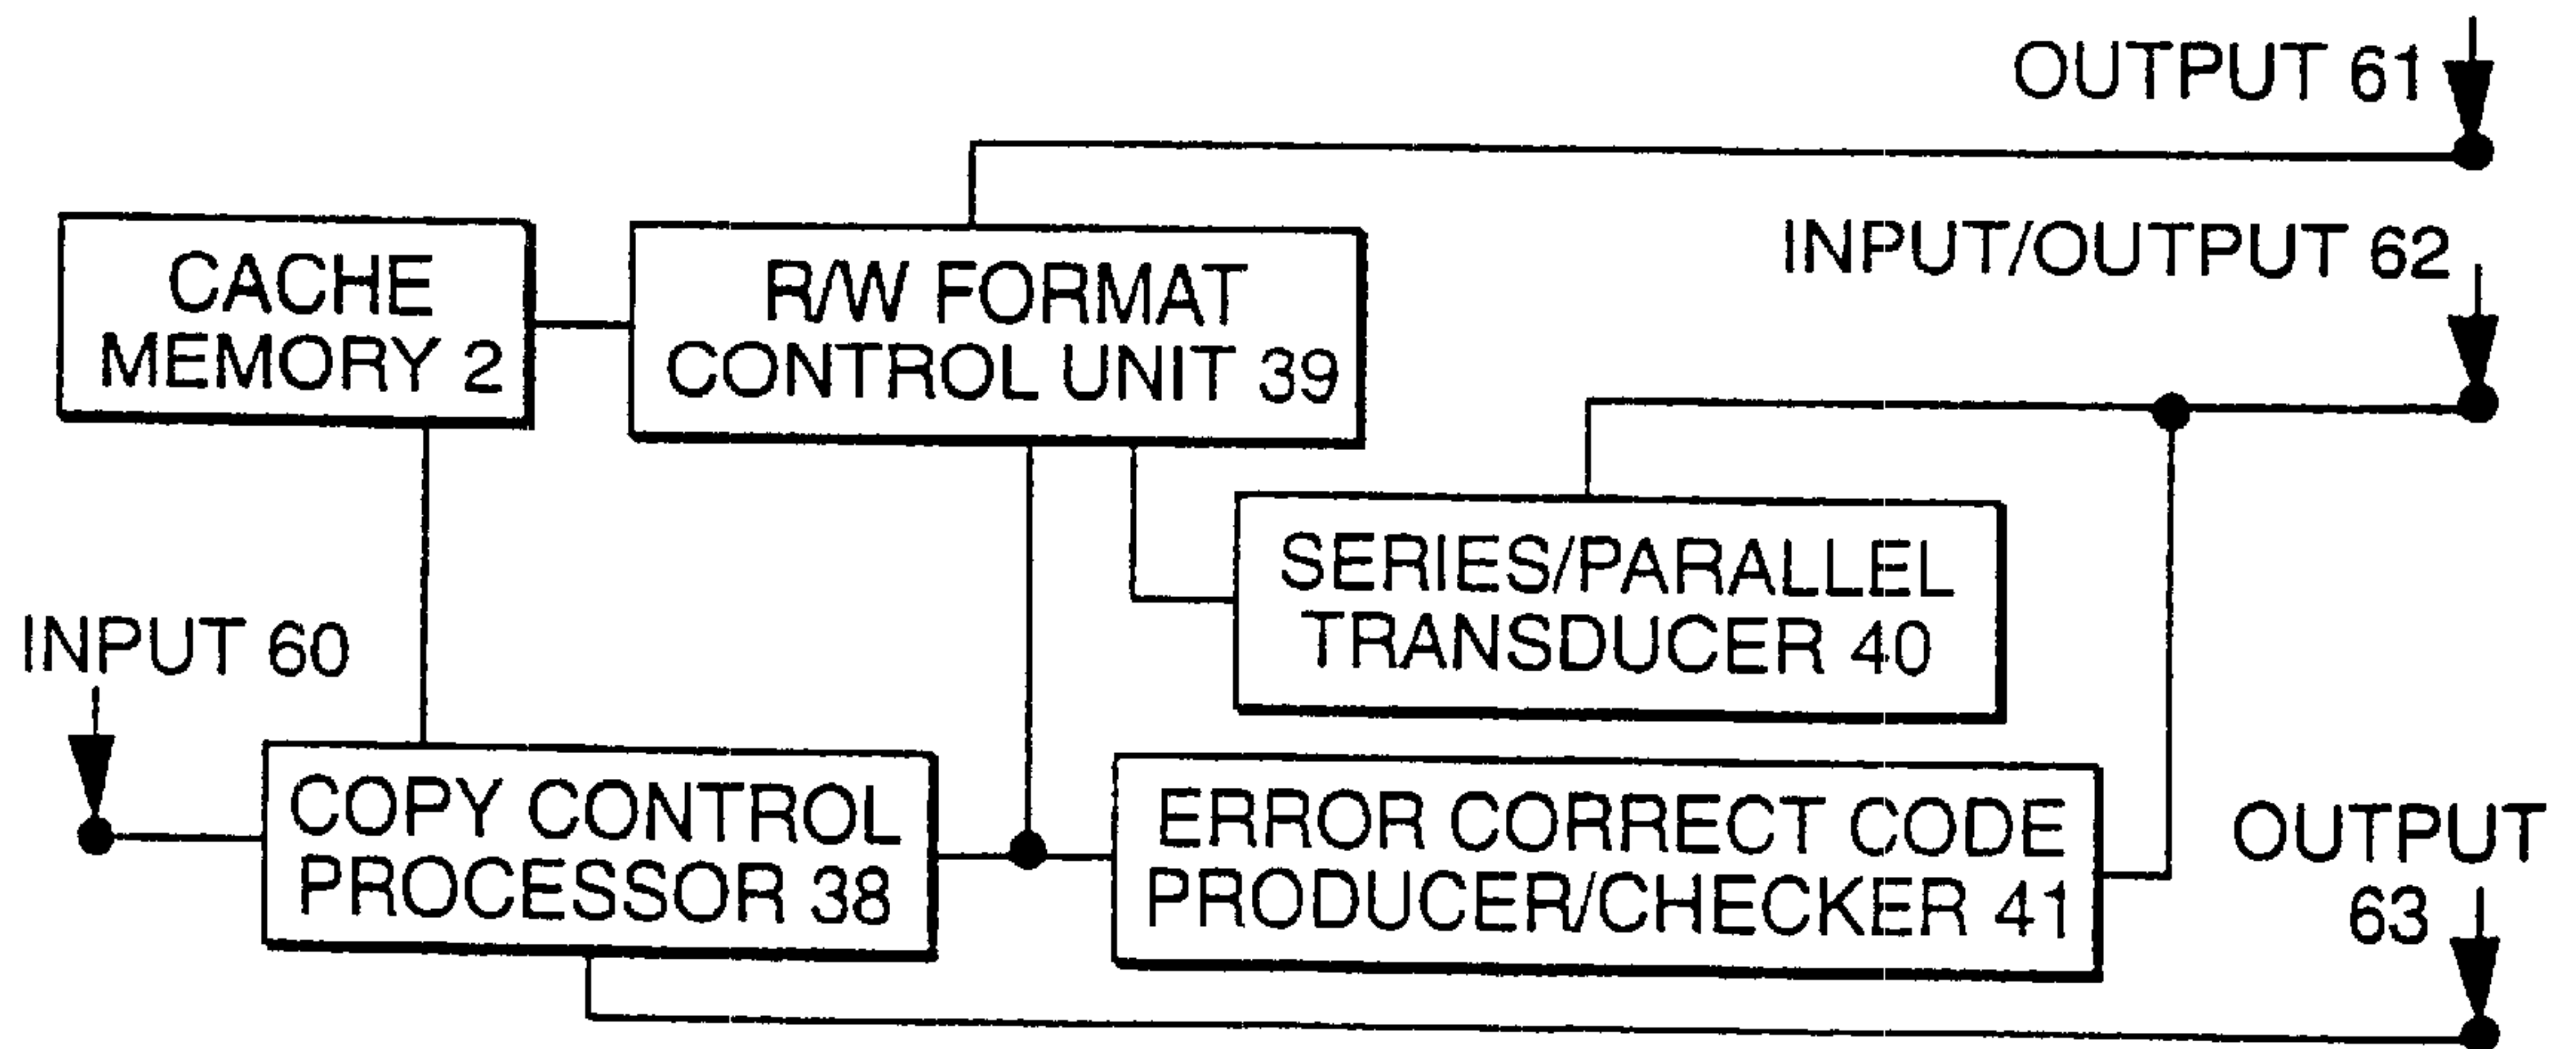 OUTPUT 61
INPUT/OUTPUT 62
CACHE
MEMORY 2
R/W FORMAT
CONTROL UNIT 39
SERIES/PARALLEL
TRANSDUCER 40
INPUT 60
COPY CONTROL
PROCESSOR 38
ERROR CORRECT CODE
PRODUCER/CHECKER 41
OUTPUT
63